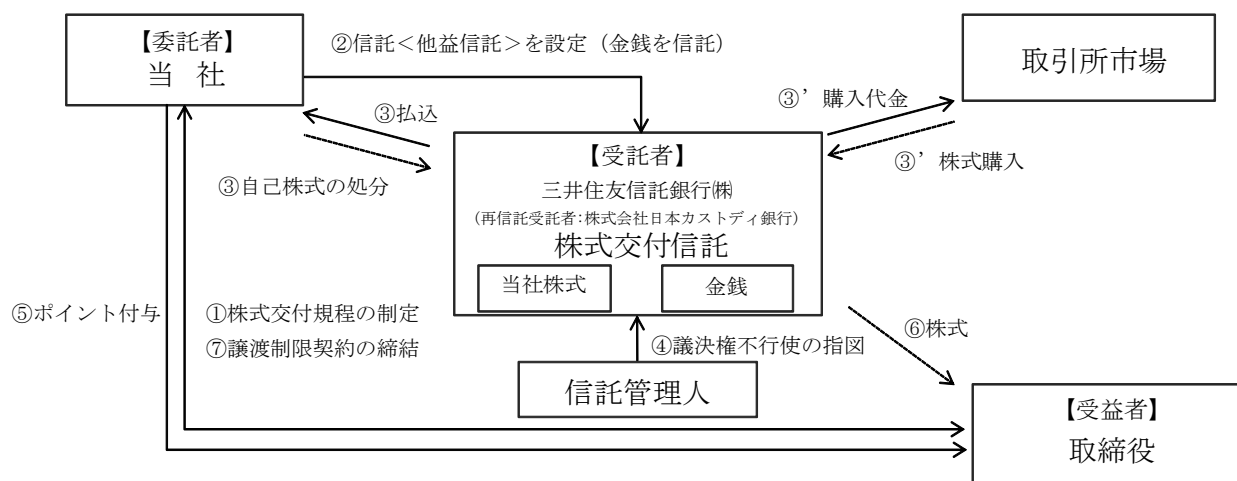 【委託者】
当 社
②信託＜他益信託＞を設定（金銭を信託）
取引所市場
③’購入代金
③払込
③’株式購入
③自己株式の処分
【受託者】
三井住友信託銀行㈱
(再信託受託者:株式会社日本カストディ銀行)
株式交付信託
当社株式
金銭
⑤ポイント付与
①株式交付規程の制定
⑦譲渡制限契約の締結
④議決権不行使の指図
⑥株式
信託管理人
【受益者】
取締役